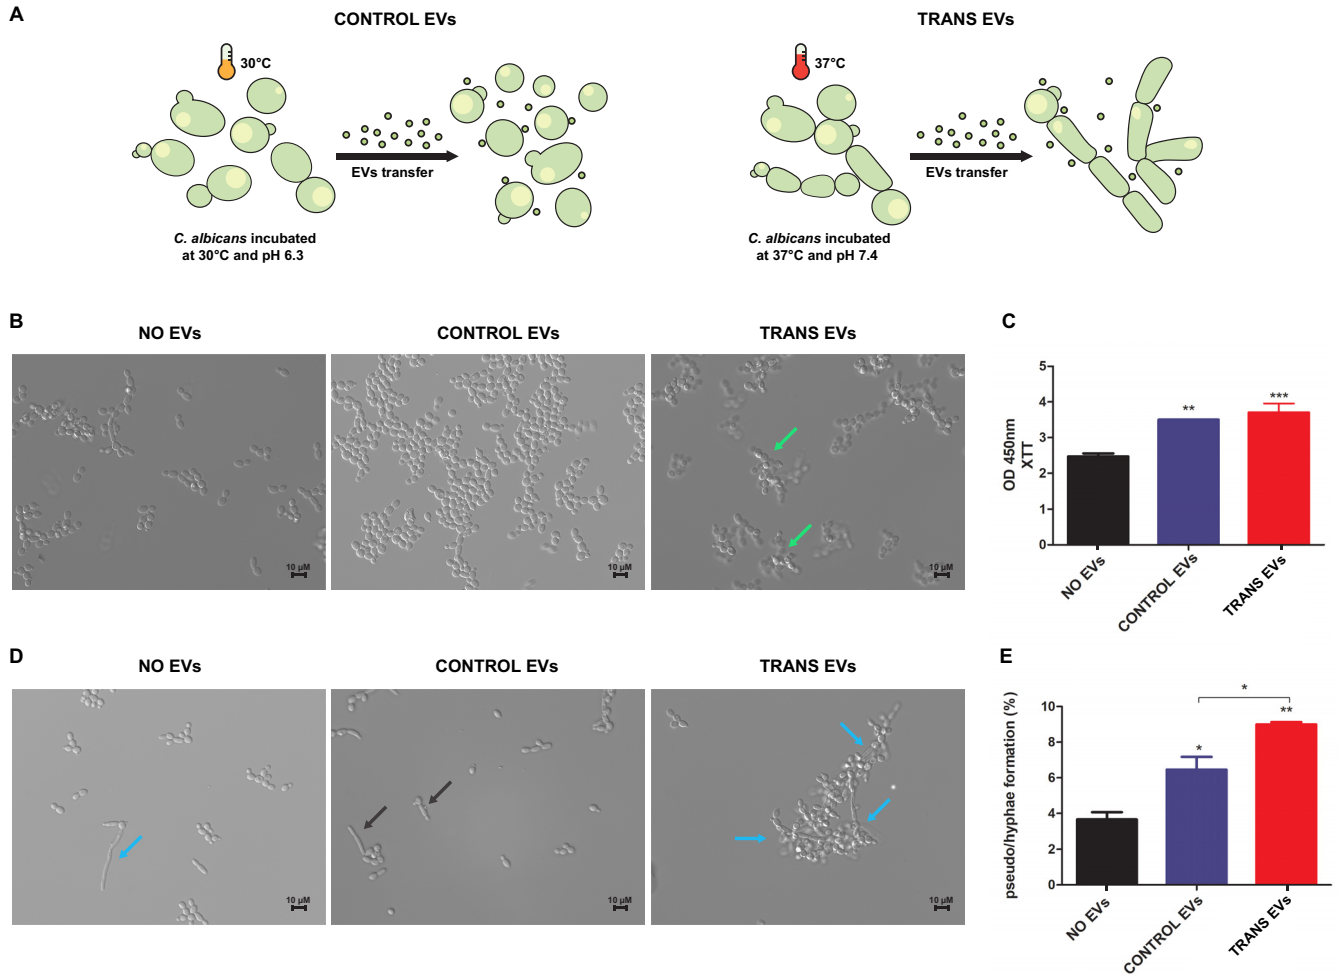 A
CONTROL EVs
TRANS EVs
30°C
37°C
EVs transfer
EVs transfer
C. albicans incubated
at 30°C and pH 6.3
C. albicans incubated
at 37°C and pH 7.4
B
NO EVs
CONTROL EVs
TRANS EVs
10 µM
10 µM
10 µM
C
OD 450nm
XTT
5
4
3
2
1
0
**
***
NO EVs
CONTROL EVs
TRANS EVs
D
NO EVs
CONTROL EVs
TRANS EVs
10 µM
10 µM
10 µM
E
pseudo/hyphae formation (%)
10
8
6
4
2
0
*
*
**
NO EVs
CONTROL EVs
TRANS EVs